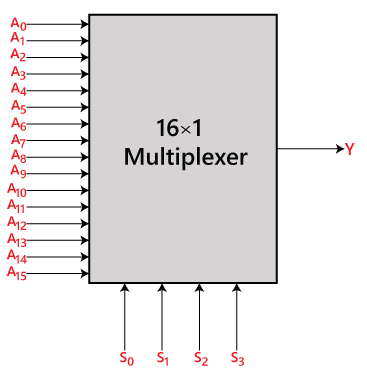 A₀
A₁
A₂
A₃
A₄
A₅
A₆
A₇
A₈
A₉
A₁₀
A₁₁
A₁₂
A₁₃
A₁₄
A₁₅
16×1
Multiplexer
Y
S₀ S₁ S₂ S₃